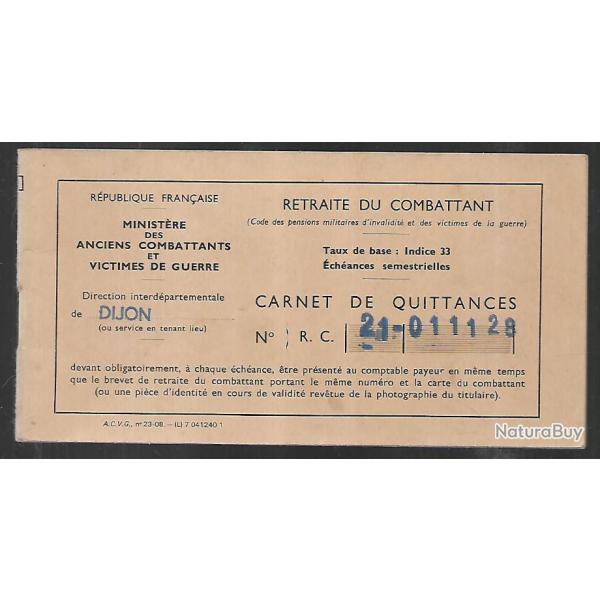 RÉPUBLIQUE FRANÇAISE
MINISTÈRE
DES
ANCIENS COMBATTANTS
ET
VICTIMES DE GUERRE
Direction interdépartementale
de DIJON
(ou service en tenant lieu)
RETRAITE DU COMBATTANT
(Code des pensions militaires d'invalidité et des victimes de la guerre)
Taux de base : Indice 33
Échéances semestrielles
CARNET DE QUITTANCES
No R. C. 21-011128
devant obligatoirement, à chaque échéance, être présenté au comptable payeur en même temps
que le brevet de retraite du combattant portant le même numéro et la carte du combattant
(ou une pièce d'identité en cours de validité revêtue de la photographie du titulaire).
A.C.V.G., no 23-08. — (L) 7 041240 1
NaturaBuy